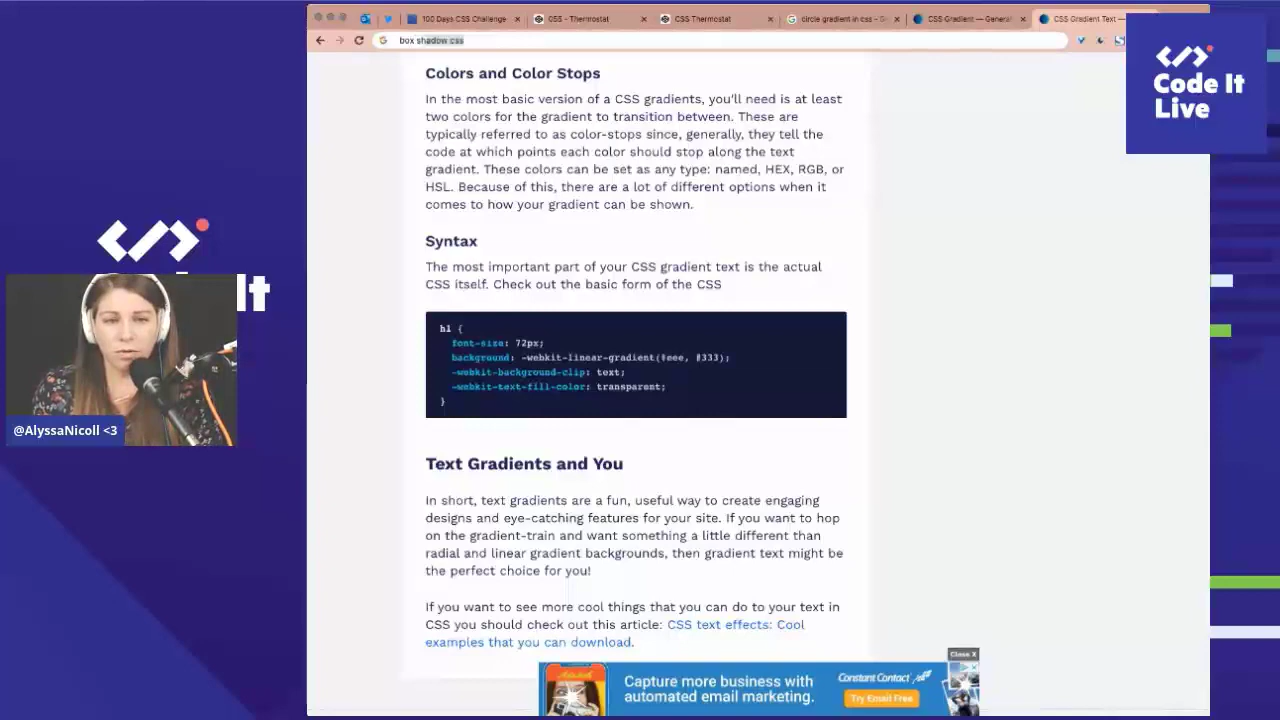 100 Days CSS Challenge
CSS - Thermostat
CSS Thermostat
circle gradient in css - G
CSS Gradient — Generat
CSS Gradient Text —
box shadow css
Code It
Live
Colors and Color Stops
In the most basic version of a CSS gradients, you'll need is at least
two colors for the gradient to transition between. These are
typically referred to as color-stops since, generally, they tell the
code at which points each color should stop along the text
gradient. These colors can be set as any type: named, HEX, RGB, or
HSL. Because of this, there are a lot of different options when it
comes to how your gradient can be shown.
Syntax
The most important part of your CSS gradient text is the actual
CSS itself. Check out the basic form of the CSS
h1 {
font-size: 72px;
background: -webkit-linear-gradient(#eee, #333);
-webkit-background-clip: text;
-webkit-text-fill-color: transparent;
}
It
@AlyssaNicoll <3
Text Gradients and You
In short, text gradients are a fun, useful way to create engaging
designs and eye-catching features for your site. If you want to hop
on the gradient-train and want something a little different than
radial and linear gradient backgrounds, then gradient text might be
the perfect choice for you!
If you want to see more cool things that you can do to your text in
CSS you should check out this article: CSS text effects: Cool
examples that you can download.
Close X
Capture more business with
automated email marketing.
Constant Contact
Try Email Free